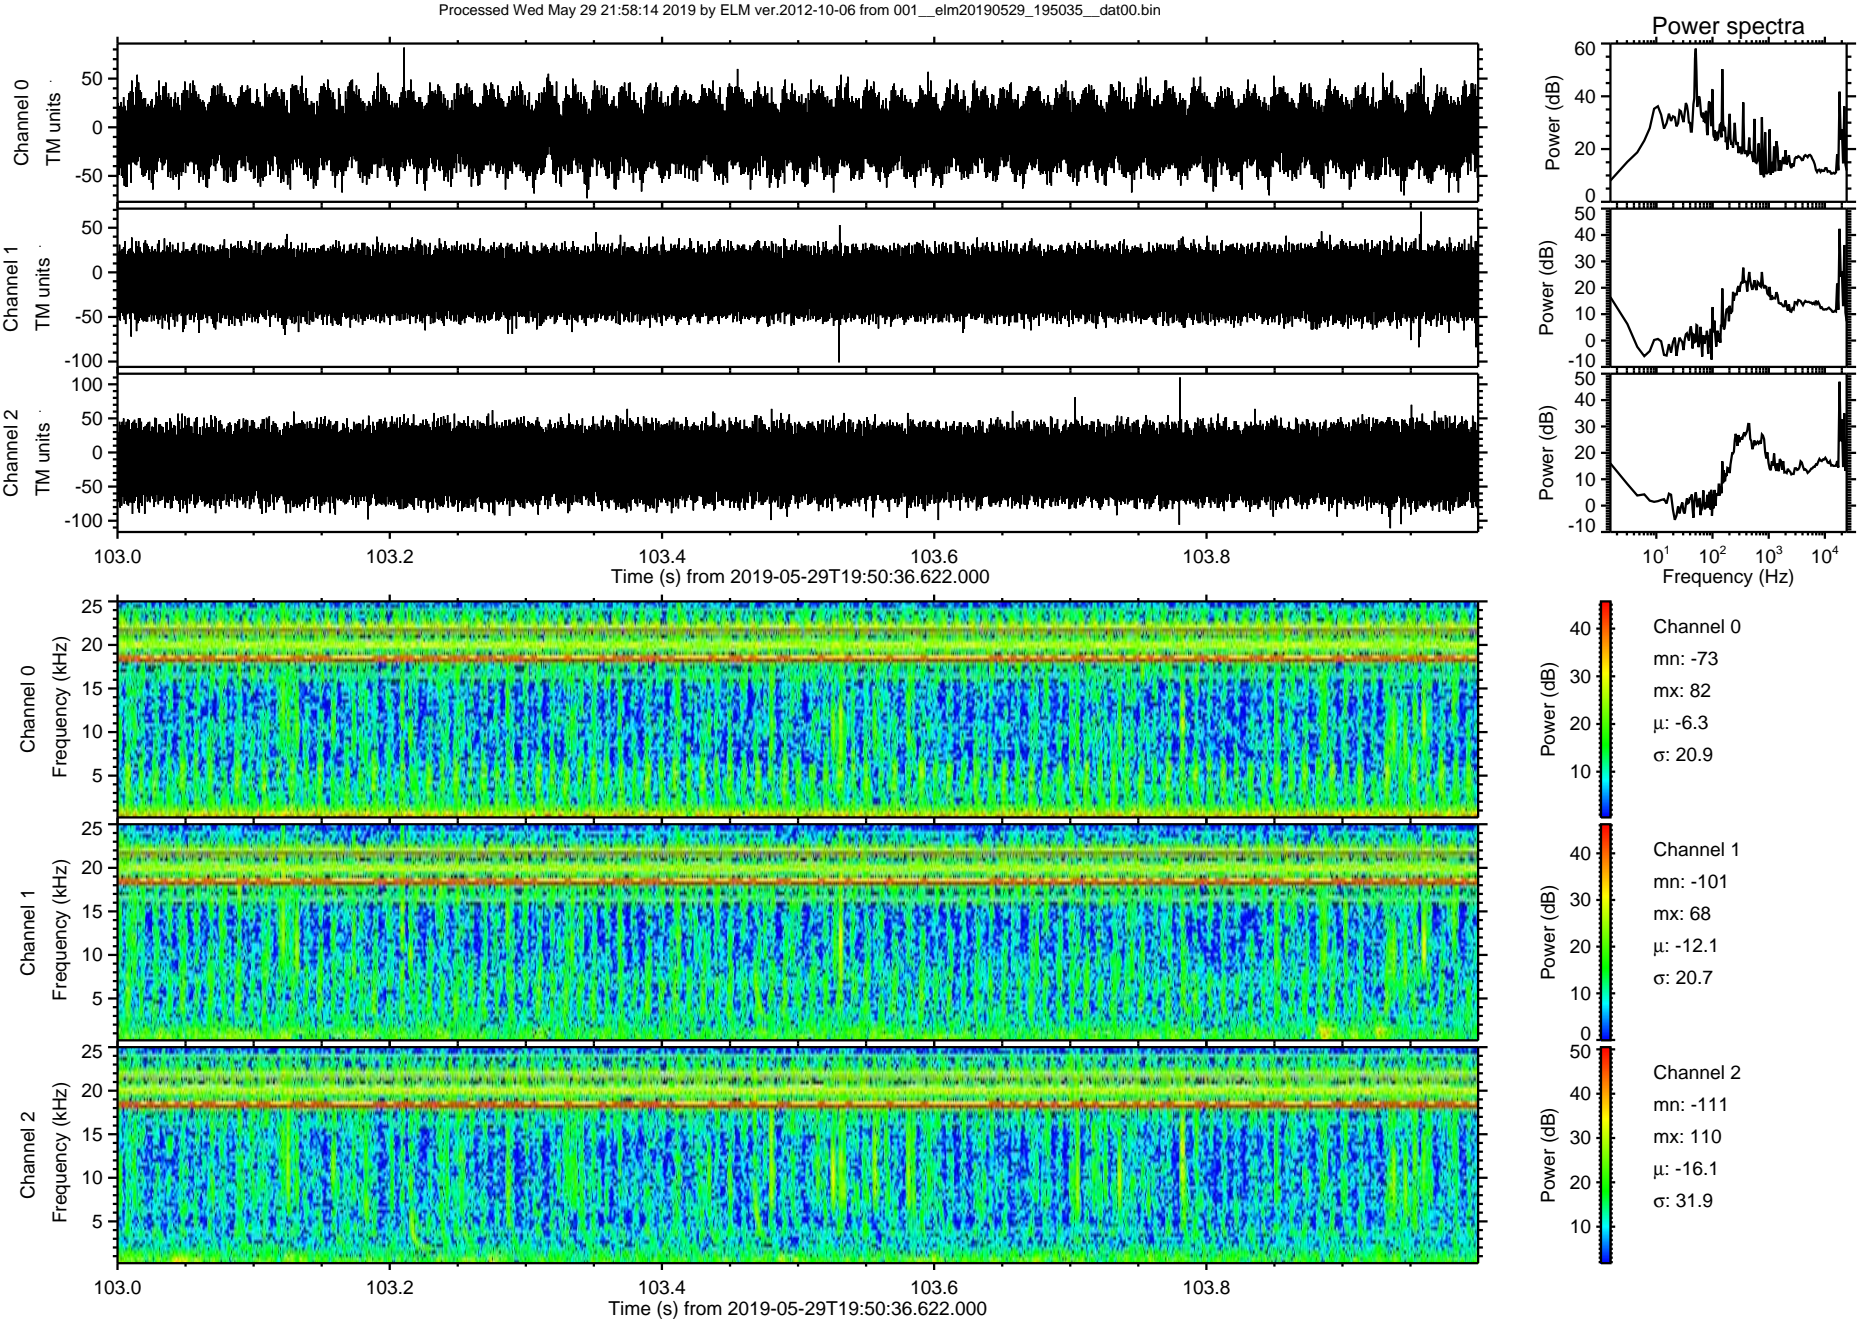 Processed Wed May 29 21:58:14 2019 by ELM ver.2012-10-06 from 001__elm20190529_195035__dat00.bin
Power spectra
Channel 0
TM units
50
0
-50
Power (dB)
60
40
20
0
Channel 1
TM units
50
0
-50
-100
Power (dB)
50
40
30
20
10
0
-10
Channel 2
TM units
100
50
0
-50
-100
Power (dB)
50
40
30
20
10
0
-10
103.0 103.2 103.4 103.6 103.8
Time (s) from 2019-05-29T19:50:36.622.000
10¹ 10² 10³ 10⁴
Frequency (Hz)
Channel 0
Frequency (kHz)
25
20
15
10
5
Power (dB)
40
30
20
10
Channel 0
mn: -73
mx: 82
µ: -6.3
σ: 20.9
Channel 1
Frequency (kHz)
25
20
15
10
5
Power (dB)
40
30
20
10
0
Channel 1
mn: -101
mx: 68
µ: -12.1
σ: 20.7
Channel 2
Frequency (kHz)
25
20
15
10
5
Power (dB)
50
40
30
20
10
Channel 2
mn: -111
mx: 110
µ: -16.1
σ: 31.9
103.0 103.2 103.4 103.6 103.8
Time (s) from 2019-05-29T19:50:36.622.000